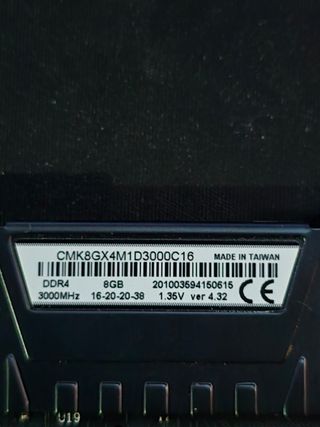 CMK8GX4M1D3000C16 MADE IN TAIWAN
DDR4 8GB 201003594150615
3000MHz 16-20-20-38 1.35V ver 4.32 CE
U19